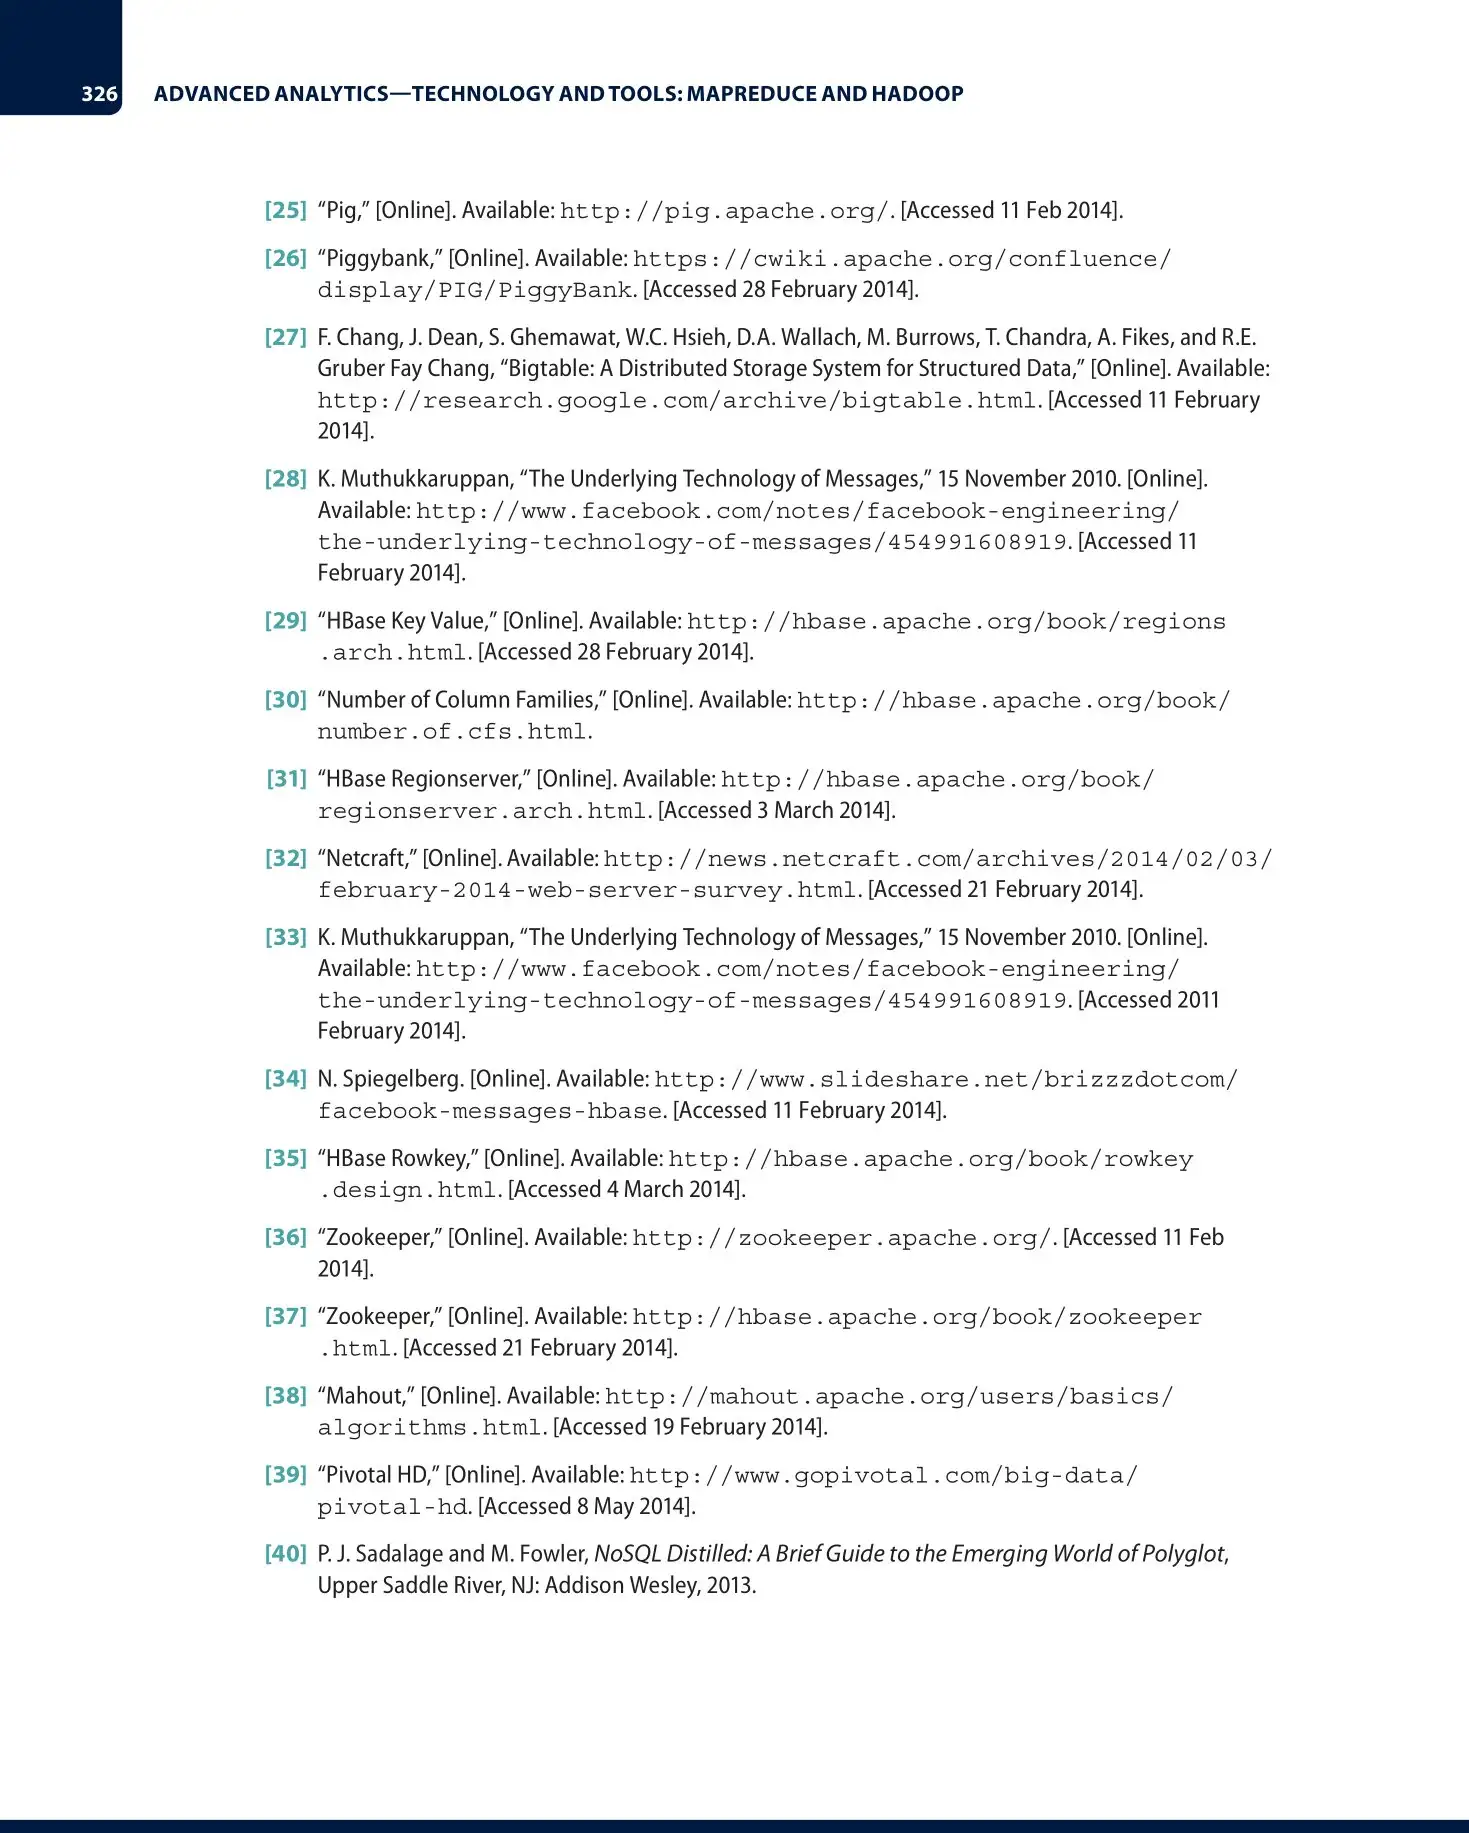 326 ADVANCED ANALYTICS—TECHNOLOGY AND TOOLS: MAPREDUCE AND HADOOP
[25] “Pig,” [Online]. Available: http://pig.apache.org/. [Accessed 11 Feb 2014].
[26] “Piggybank,” [Online]. Available: https://cwiki.apache.org/confluence/
display/PIG/PiggyBank. [Accessed 28 February 2014].
[27] F. Chang, J. Dean, S. Ghemawat, W.C. Hsieh, D.A. Wallach, M. Burrows, T. Chandra, A. Fikes, and R.E.
Gruber Fay Chang, “Bigtable: A Distributed Storage System for Structured Data,” [Online]. Available:
http://research.google.com/archive/bigtable.html. [Accessed 11 February
2014].
[28] K. Muthukkaruppan, “The Underlying Technology of Messages,” 15 November 2010. [Online].
Available: http://www.facebook.com/notes/facebook-engineering/
the-underlying-technology-of-messages/454991608919. [Accessed 11
February 2014].
[29] “HBase Key Value,” [Online]. Available: http://hbase.apache.org/book/regions
.arch.html. [Accessed 28 February 2014].
[30] “Number of Column Families,” [Online]. Available: http://hbase.apache.org/book/
number.of.cfs.html.
[31] “HBase Regionserver,” [Online]. Available: http://hbase.apache.org/book/
regionserver.arch.html. [Accessed 3 March 2014].
[32] “Netcraft,” [Online]. Available: http://news.netcraft.com/archives/2014/02/03/
february-2014-web-server-survey.html. [Accessed 21 February 2014].
[33] K. Muthukkaruppan, “The Underlying Technology of Messages,” 15 November 2010. [Online].
Available: http://www.facebook.com/notes/facebook-engineering/
the-underlying-technology-of-messages/454991608919. [Accessed 2011
February 2014].
[34] N. Spiegelberg. [Online]. Available: http://www.slideshare.net/brizzzdotcom/
facebook-messages-hbase. [Accessed 11 February 2014].
[35] “HBase Rowkey,” [Online]. Available: http://hbase.apache.org/book/rowkey
.design.html. [Accessed 4 March 2014].
[36] “Zookeeper,” [Online]. Available: http://zookeeper.apache.org/. [Accessed 11 Feb
2014].
[37] “Zookeeper,” [Online]. Available: http://hbase.apache.org/book/zookeeper
.html. [Accessed 21 February 2014].
[38] “Mahout,” [Online]. Available: http://mahout.apache.org/users/basics/
algorithms.html. [Accessed 19 February 2014].
[39] “Pivotal HD,” [Online]. Available: http://www.gopivotal.com/big-data/
pivotal-hd. [Accessed 8 May 2014].
[40] P. J. Sadalage and M. Fowler, NoSQL Distilled: A Brief Guide to the Emerging World of Polyglot,
Upper Saddle River, NJ: Addison Wesley, 2013.